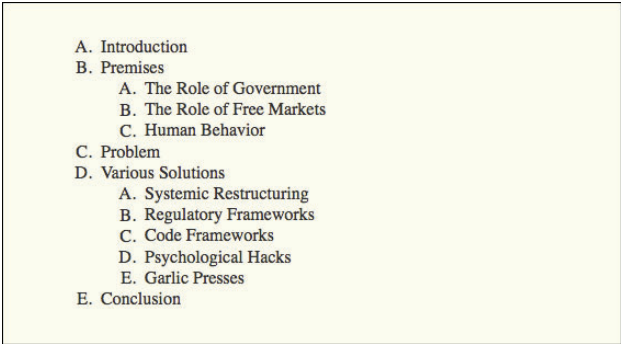 A. Introduction
B. Premises
A. The Role of Government
B. The Role of Free Markets
C. Human Behavior
C. Problem
D. Various Solutions
A. Systemic Restructuring
B. Regulatory Frameworks
C. Code Frameworks
D. Psychological Hacks
E. Garlic Presses
E. Conclusion